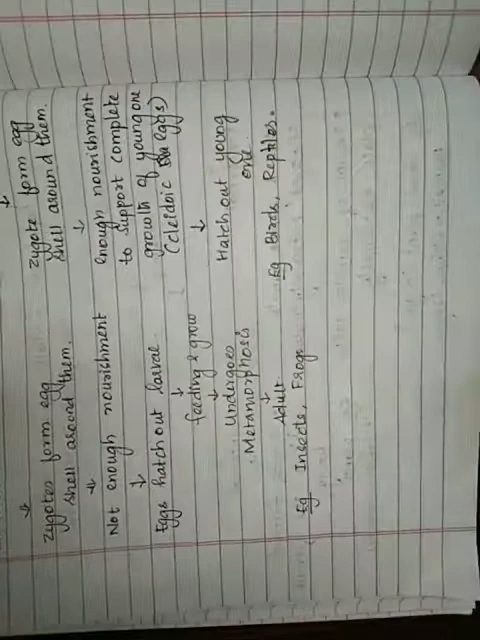 ↓
Zygotes form egg
shell around them.
↓
Not enough nourishment
↓
Eggs hatch out larval
↓
feeding & grow
↓
Undergoes
Metamorphosis
↓
Adult
Eg Insects, Frogs
↓
Zygote form egg
shell around them.
↓
enough nourishment
to support complete
growth of young one
(cleidoic eggs)
↓
Hatch out young
one.
Eg Birds, Reptiles.